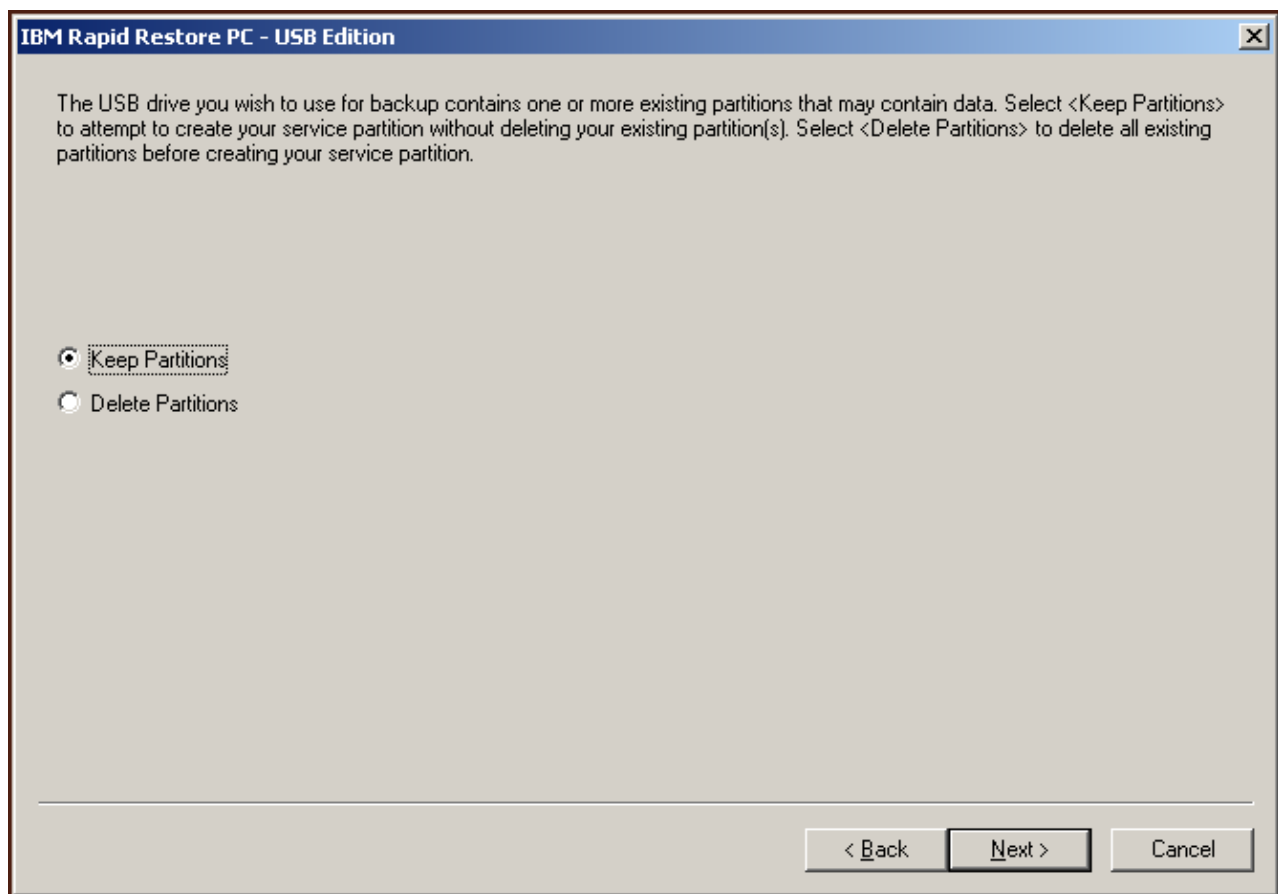 IBM Rapid Restore PC - USB Edition
The USB drive you wish to use for backup contains one or more existing partitions that may contain data. Select <Keep Partitions>
to attempt to create your service partition without deleting your existing partition(s). Select <Delete Partitions> to delete all existing
partitions before creating your service partition.
Keep Partitions
Delete Partitions
< Back Next > Cancel